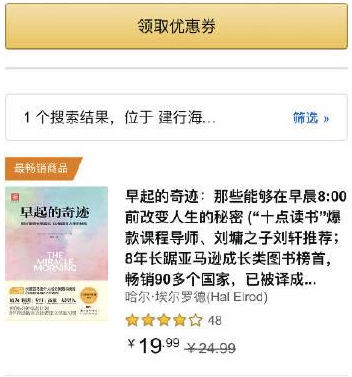 领取优惠券
1 个搜索结果，位于 建行海...
筛选 »
最畅销商品
早起的奇迹
THE
MIRACLE
MORNING
早起的奇迹：那些能够在早晨8:00
前改变人生的秘密 (“十点读书”爆
款课程导师、刘墉之子刘轩推荐；
8年长踞亚马逊成长类图书榜首，
畅销90多个国家，已被译成...
哈尔·埃尔罗德(Hal Elrod)
48
￥19.99 ￥24.99